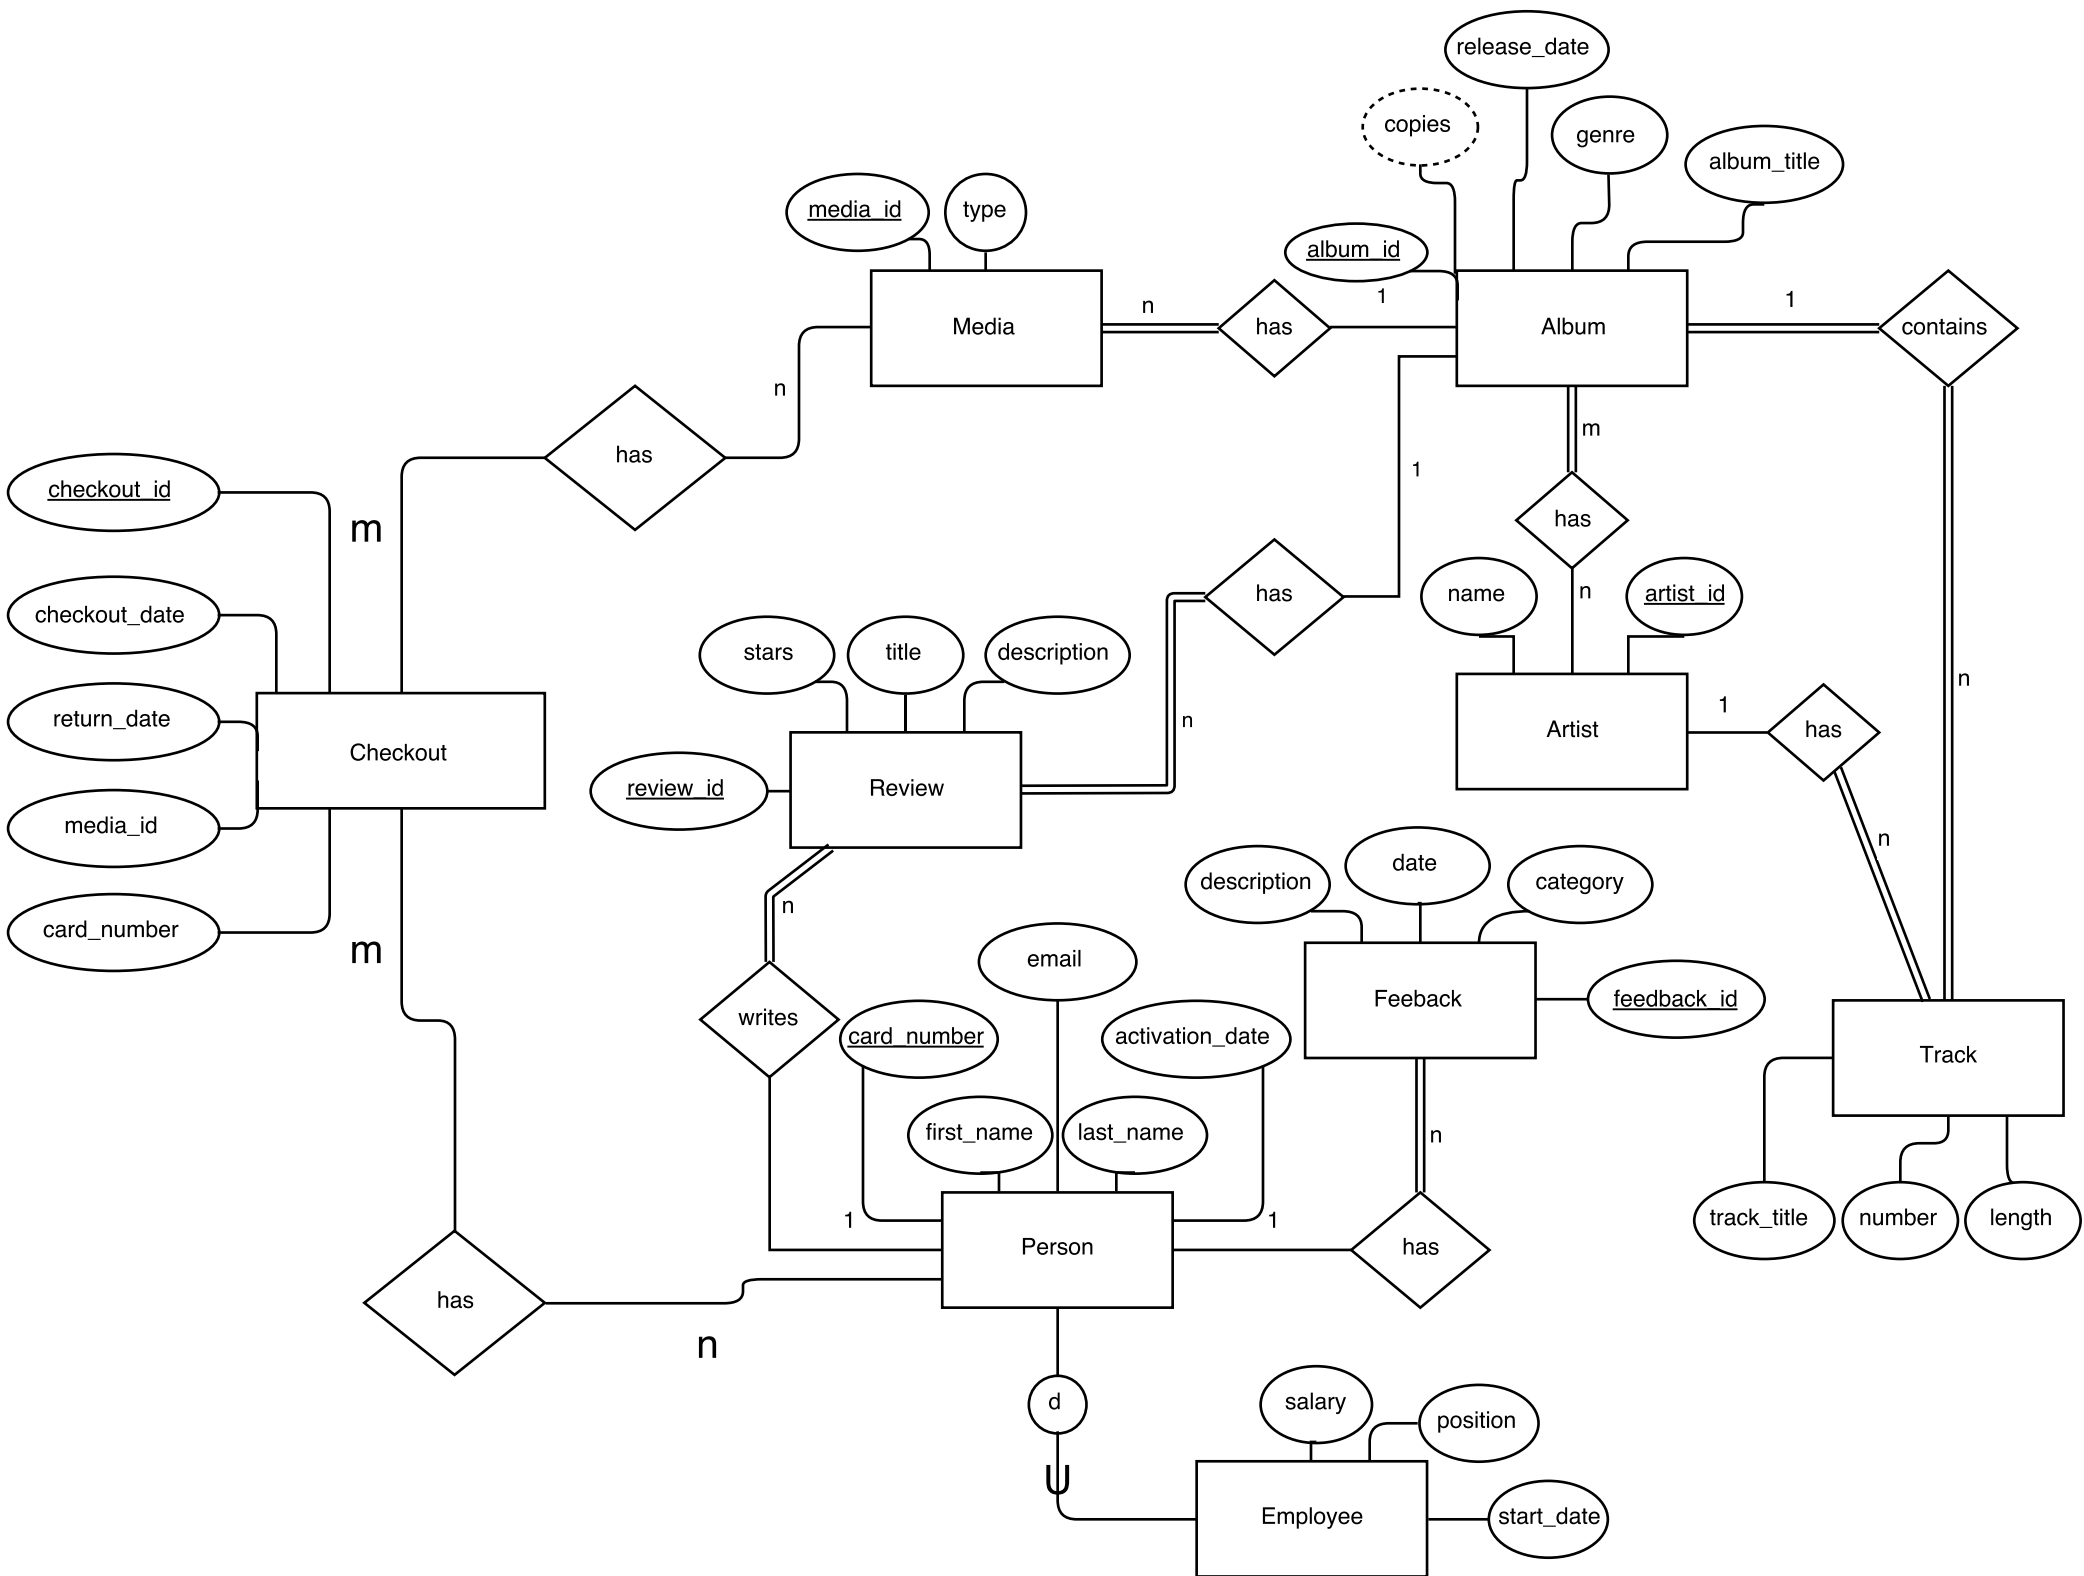 release_date
copies
genre
album_title
media_id
type
album_id
n
1
1
Media
has
Album
contains
n
m
has
1
checkout_id
m
has
has
n
name
artist_id
checkout_date
stars
title
description
n
return_date
n
1
has
Artist
Checkout
review_id
Review
media_id
n
description
date
category
n
card_number
m
email
Feeback
feedback_id
writes
card_number
activation_date
Track
first_name
last_name
n
1
1
track_title
number
length
Person
has
has
n
d
salary
position
U
Employee
start_date